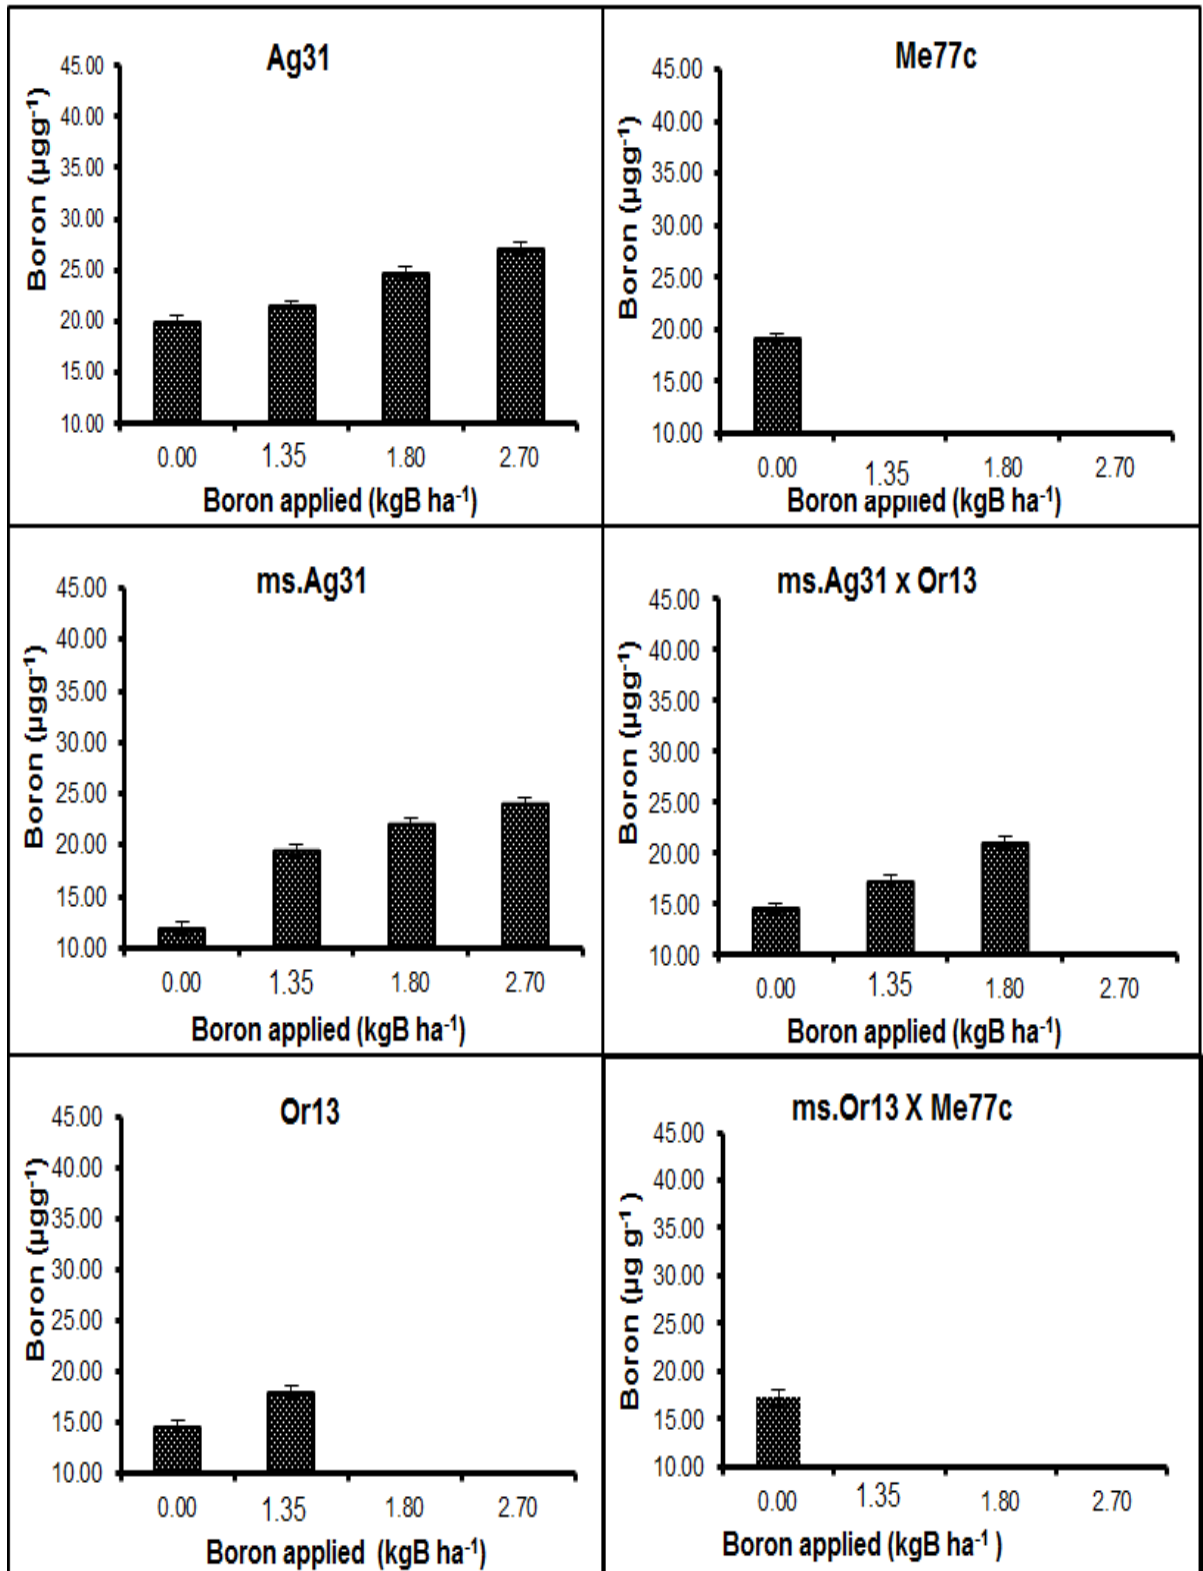 Ag31
45.00
40.00
35.00
30.00
25.00
20.00
15.00
10.00
Boron (µgg-1)
0.00 1.35 1.80 2.70
Boron applied (kgB ha-1)
Me77c
45.00
40.00
35.00
30.00
25.00
20.00
15.00
10.00
Boron (µgg-1)
0.00 1.35 1.80 2.70
Boron applied (kgB ha-1)
ms.Ag31
45.00
40.00
35.00
30.00
25.00
20.00
15.00
10.00
Boron (µgg-1)
0.00 1.35 1.80 2.70
Boron applied (kgB ha-1)
ms.Ag31 x Or13
45.00
40.00
35.00
30.00
25.00
20.00
15.00
10.00
Boron (µgg-1)
0.00 1.35 1.80 2.70
Boron applied (kgB ha-1)
Or13
45.00
40.00
35.00
30.00
25.00
20.00
15.00
10.00
Boron (µgg-1)
0.00 1.35 1.80 2.70
Boron applied (kgB ha-1)
ms.Or13 X Me77c
45.00
40.00
35.00
30.00
25.00
20.00
15.00
10.00
Boron (µg g-1 )
0.00 1.35 1.80 2.70
Boron applied (kgB ha-1 )